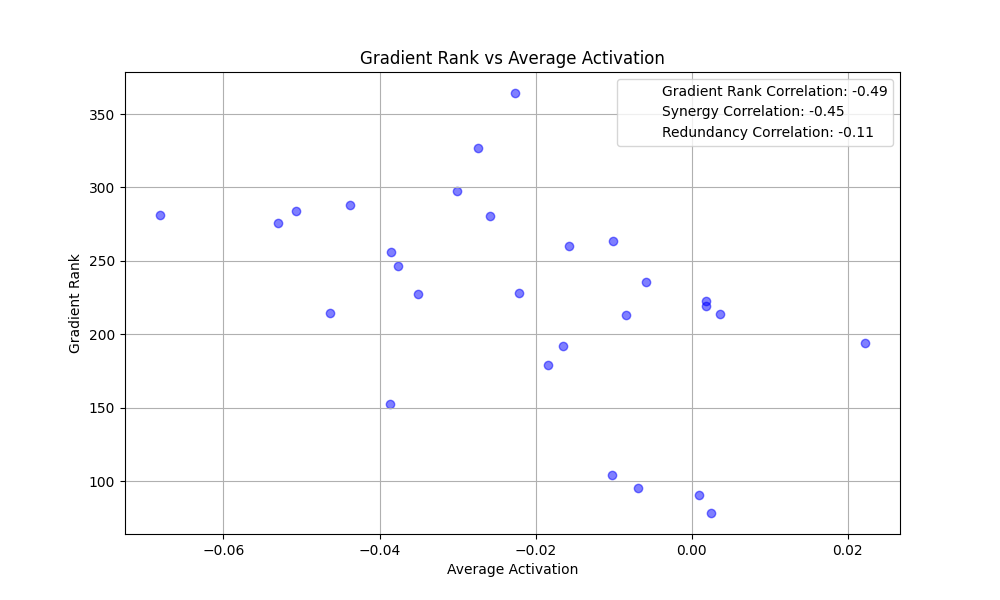 Gradient Rank vs Average Activation
Gradient Rank Correlation: -0.49
Synergy Correlation: -0.45
Redundancy Correlation: -0.11
Gradient Rank
350
300
250
200
150
100
−0.06 −0.04 −0.02 0.00 0.02
Average Activation